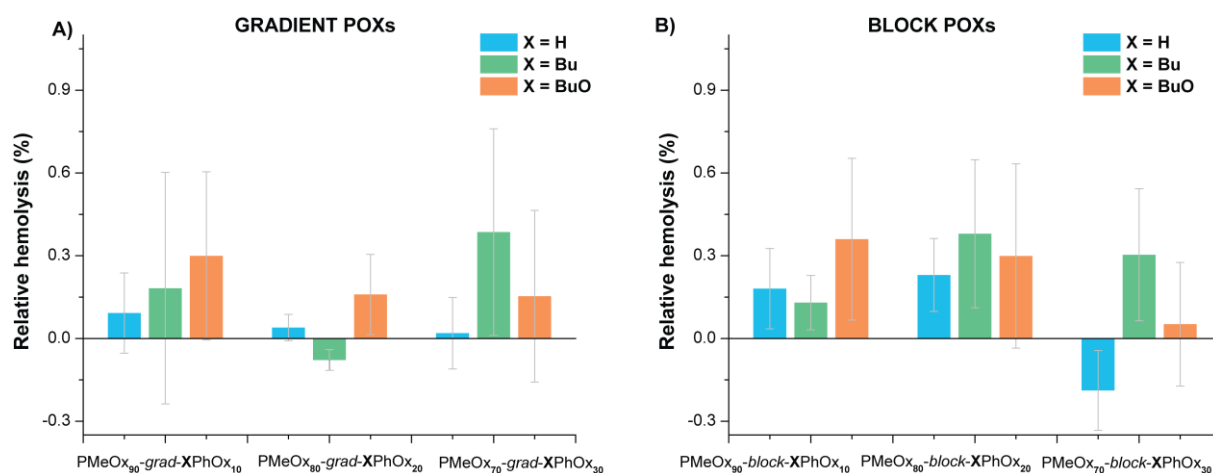 A)
GRADIENT POXs
X = H
X = Bu
X = BuO
Relative hemolysis (%)
0.9
0.6
0.3
0.0
-0.3
PMeOx90-grad-XPhOx10
PMeOx80-grad-XPhOx20
PMeOx70-grad-XPhOx30
B)
BLOCK POXs
X = H
X = Bu
X = BuO
Relative hemolysis (%)
0.9
0.6
0.3
0.0
-0.3
PMeOx90-block-XPhOx10
PMeOx80-block-XPhOx20
PMeOx70-block-XPhOx30